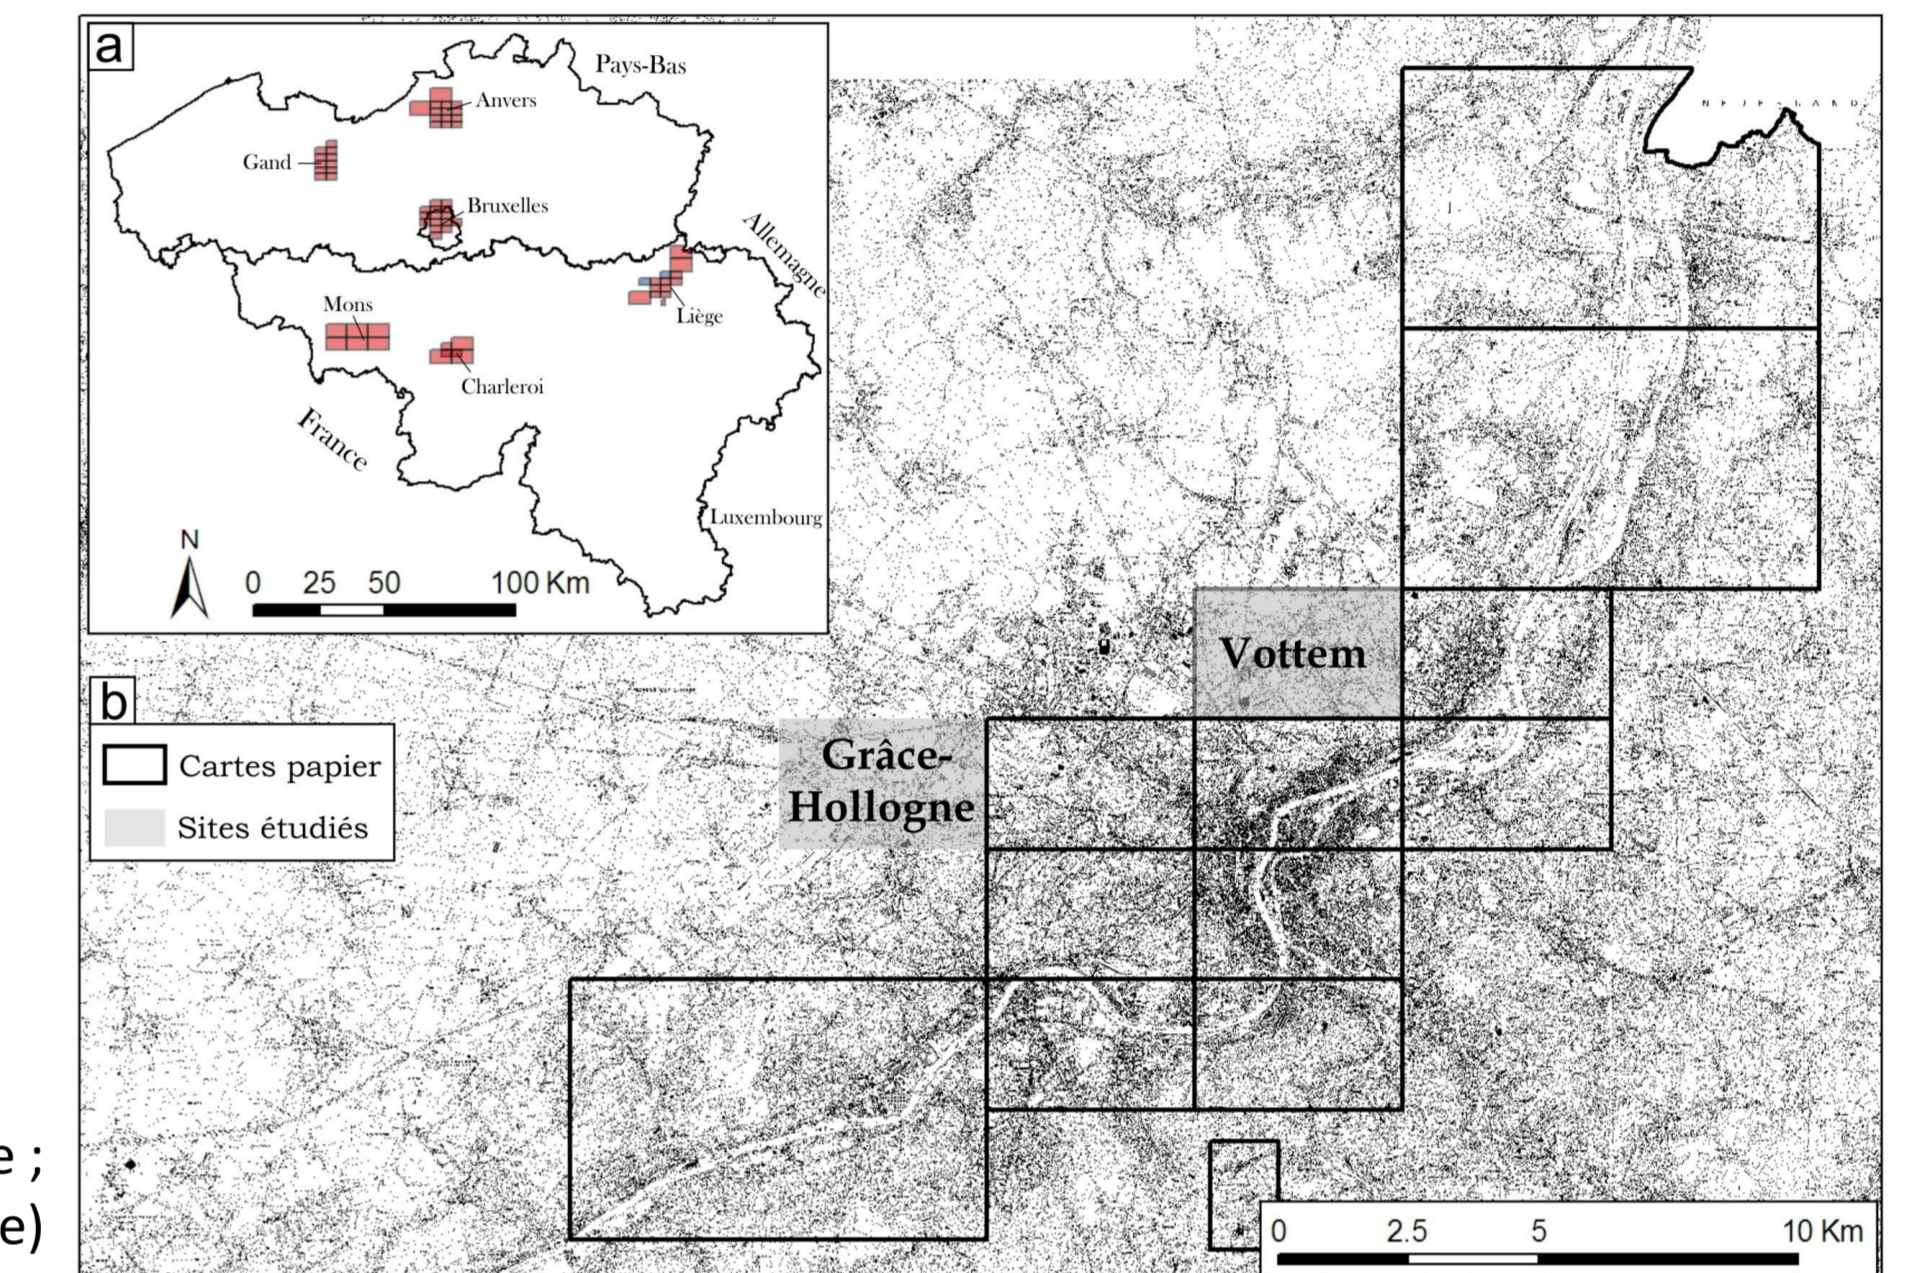 a
Pays-Bas
Anvers
Gand
Bruxelles
Allemagne
Mons
Liège
Charleroi
France
Luxembourg
N
0 25 50 100 Km
Vottem
b
Grâce-
Hollogne
Cartes papier
Sites étudiés
e ;
e)
0 2.5 5 10 Km